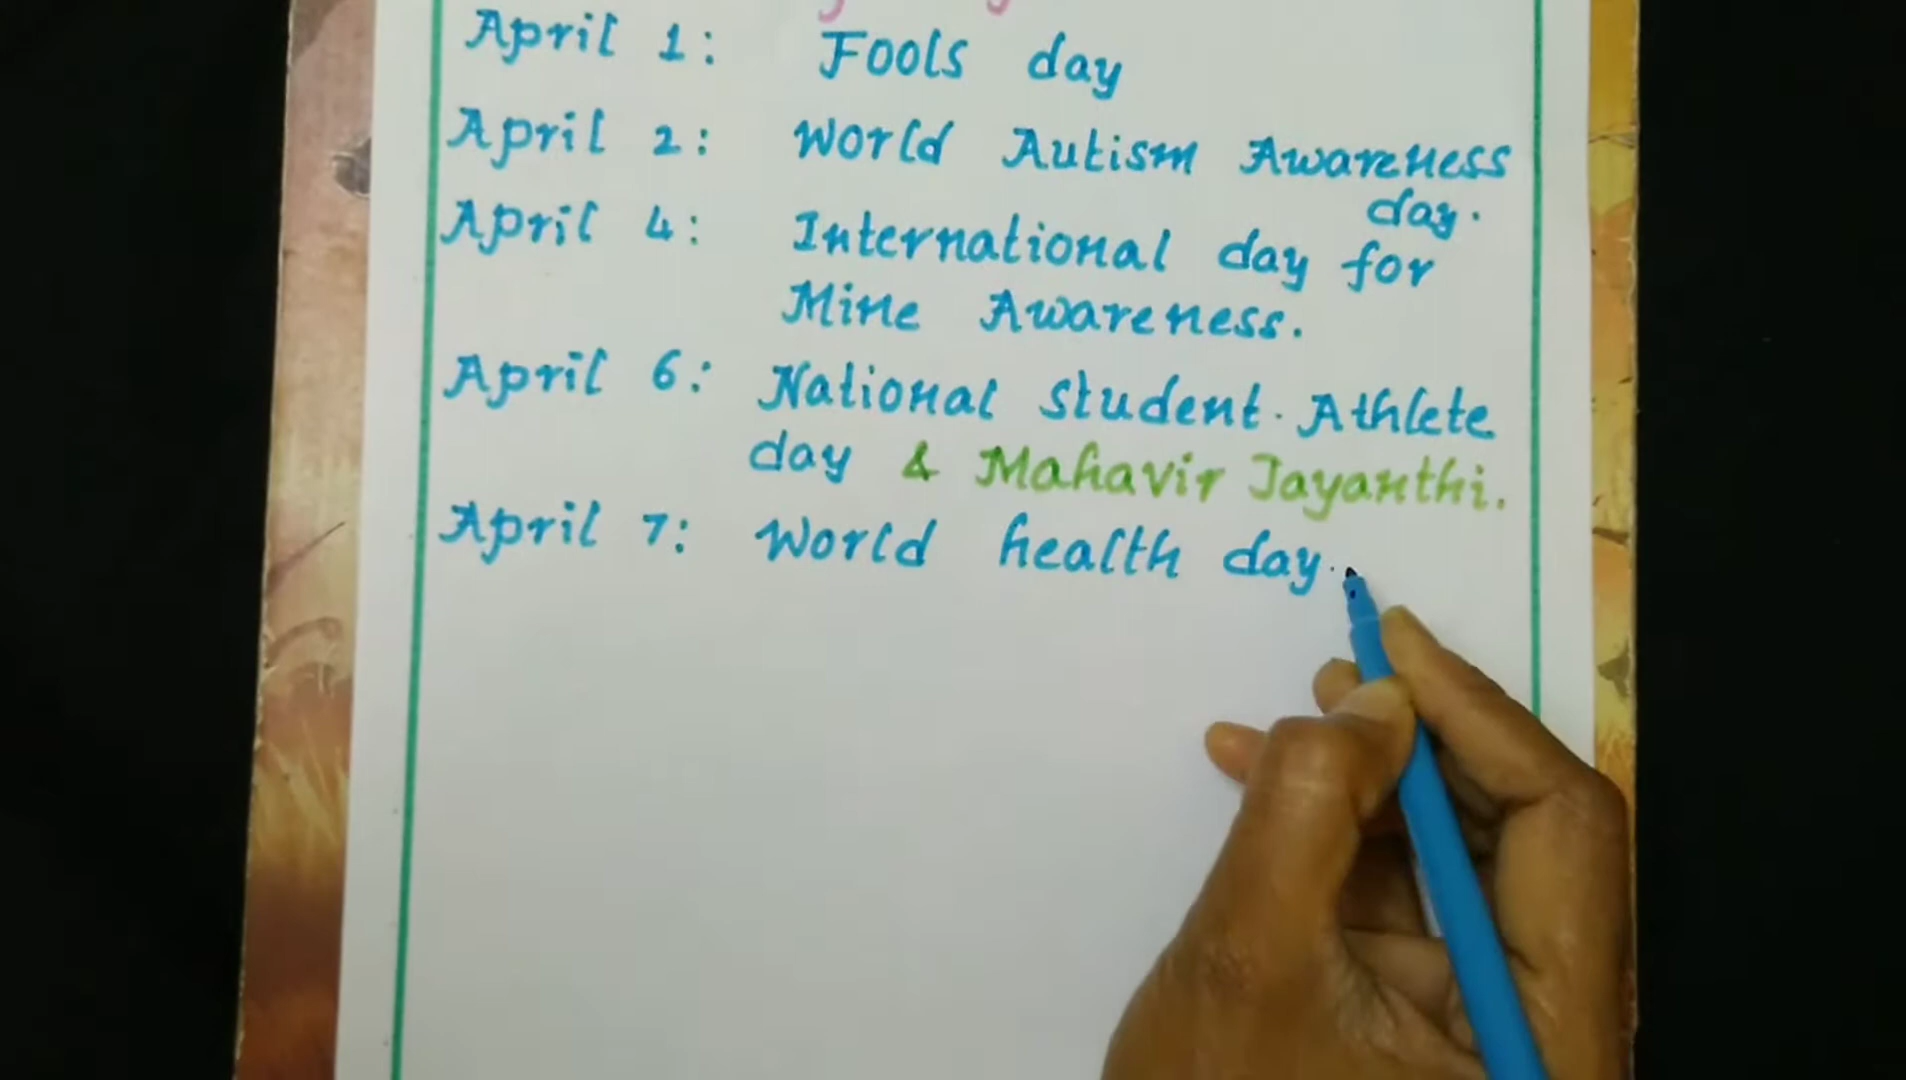 April 1: Fools day
April 2: World Autism Awareness
day.
April 4: International day for
Mine Awareness.
April 6: National Student. Athlete
day & Mahavir Jayanthi.
April 7: World health day.